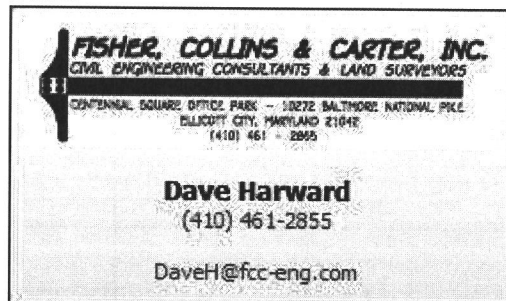 FISHER, COLLINS & CARTER, INC.
CIVIL ENGINEERING CONSULTANTS & LAND SURVEYORS
CENTENNIAL SQUARE OFFICE PARK - 10272 BALTIMORE NATIONAL PIKE
ELLICOTT CITY, MARYLAND 21042
(410) 461 - 2855
Dave Harward
(410) 461-2855
DaveH@fcc-eng.com